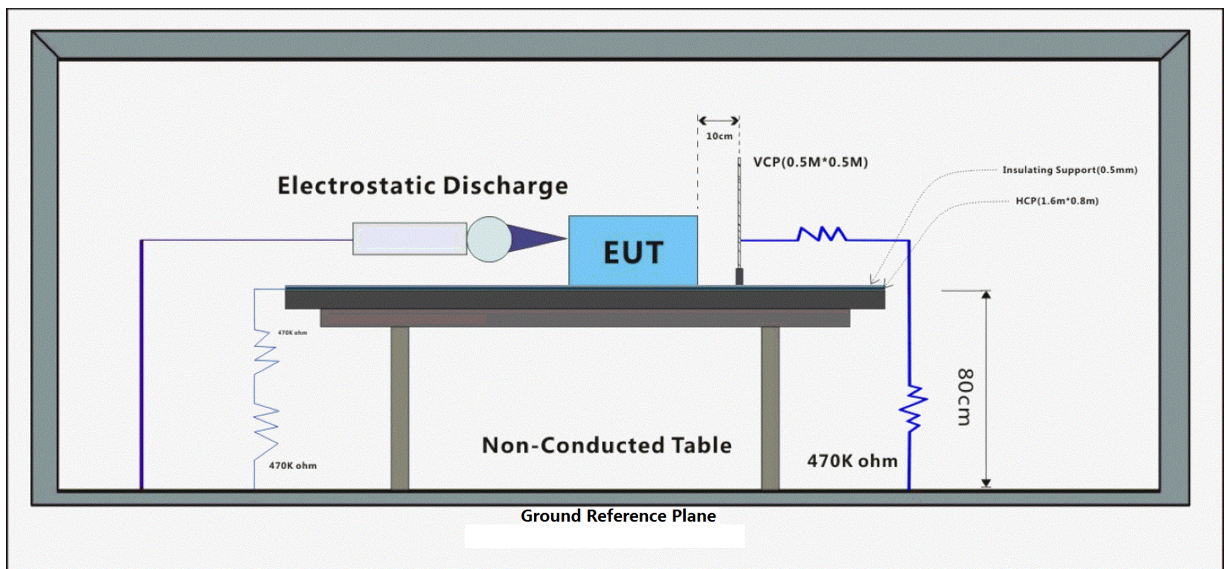 10cm
VCP(0.5M*0.5M)
Insulating Support(0.5mm)
Electrostatic Discharge
HCP(1.6m*0.8m)
EUT
470K ohm
80cm
Non-Conducted Table
470K ohm
470K ohm
Ground Reference Plane